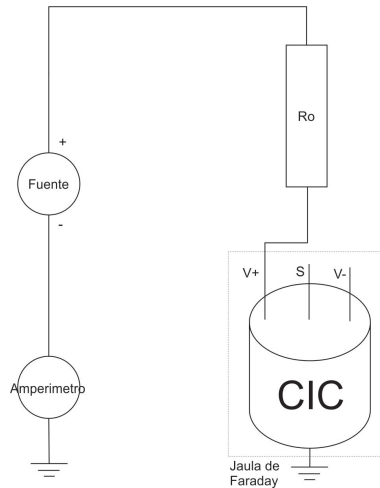 +
Ro
Fuente
-
V+
S
V-
CIC
Amperimetro
Jaula de
Faraday